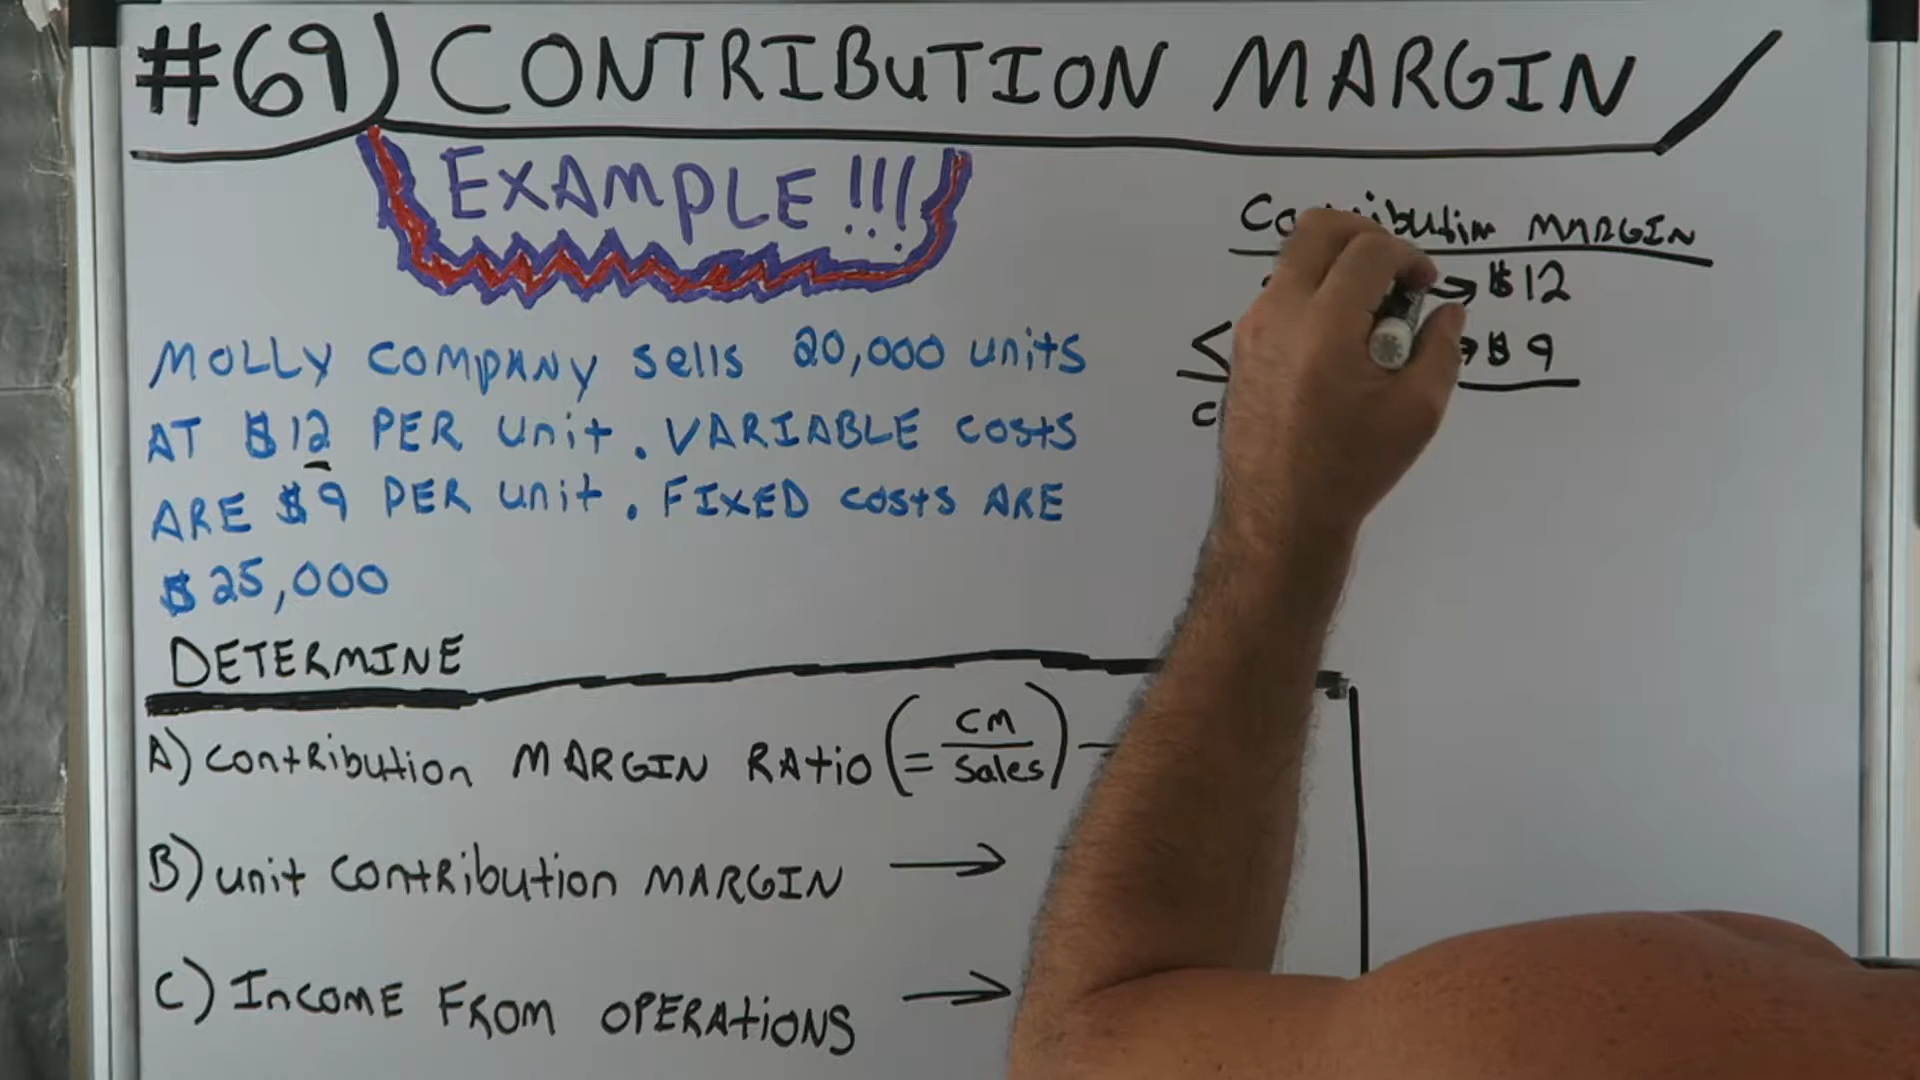 #69) CONTRIBUTION MARGIN
EXAMPLE!!!
MOLLY COMPANY sells 20,000 units
AT $12 PER unit. VARIABLE costs
ARE $9 PER unit. FIXED costs ARE
$25,000
MARGIN
$12
< $9
DETERMINE
A) contribution MARGIN RATio (= CM / Sales)
B) unit contribution MARGIN →
C) INCOME FROM OPERAtiONS →